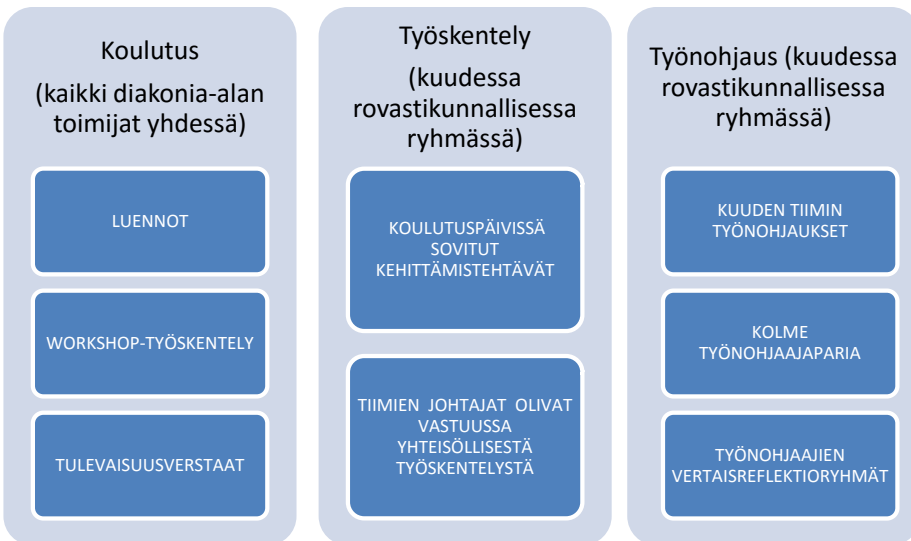 Koulutus
(kaikki diakonia-alan
toimijat yhdessä)
LUENNOT
WORKSHOP-TYÖSKENTELY
TULEVAISUUSVERSTAAT
Työskentely
(kuudessa
rovastikunnallisessa
ryhmässä)
KOULUTUSPÄIVISSÄ
SOVITUT
KEHITTÄMISTEHTÄVÄT
TIIMIEN JOHTAJAT OLIVAT
VASTUUSSA
YHTEISÖLLISESTÄ
TYÖSKENTELYSTÄ
Työnohjaus (kuudessa
rovastikunnallisessa
ryhmässä)
KUUDEN TIIMIN
TYÖNOHJAUKSET
KOLME
TYÖNOHJAAJAPARIA
TYÖNOHJAAJIEN
VERTAISREFLEKTIORYHMÄT